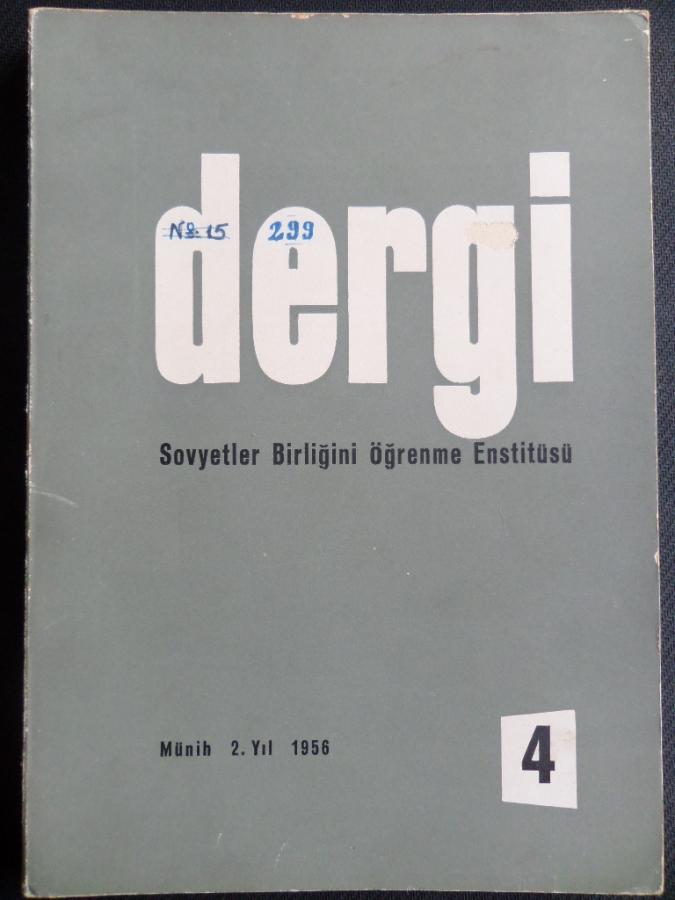 dergi
№ 15 299
Sovyetler Birliğini Öğrenme Enstitüsü
Münih 2. Yıl 1956
4